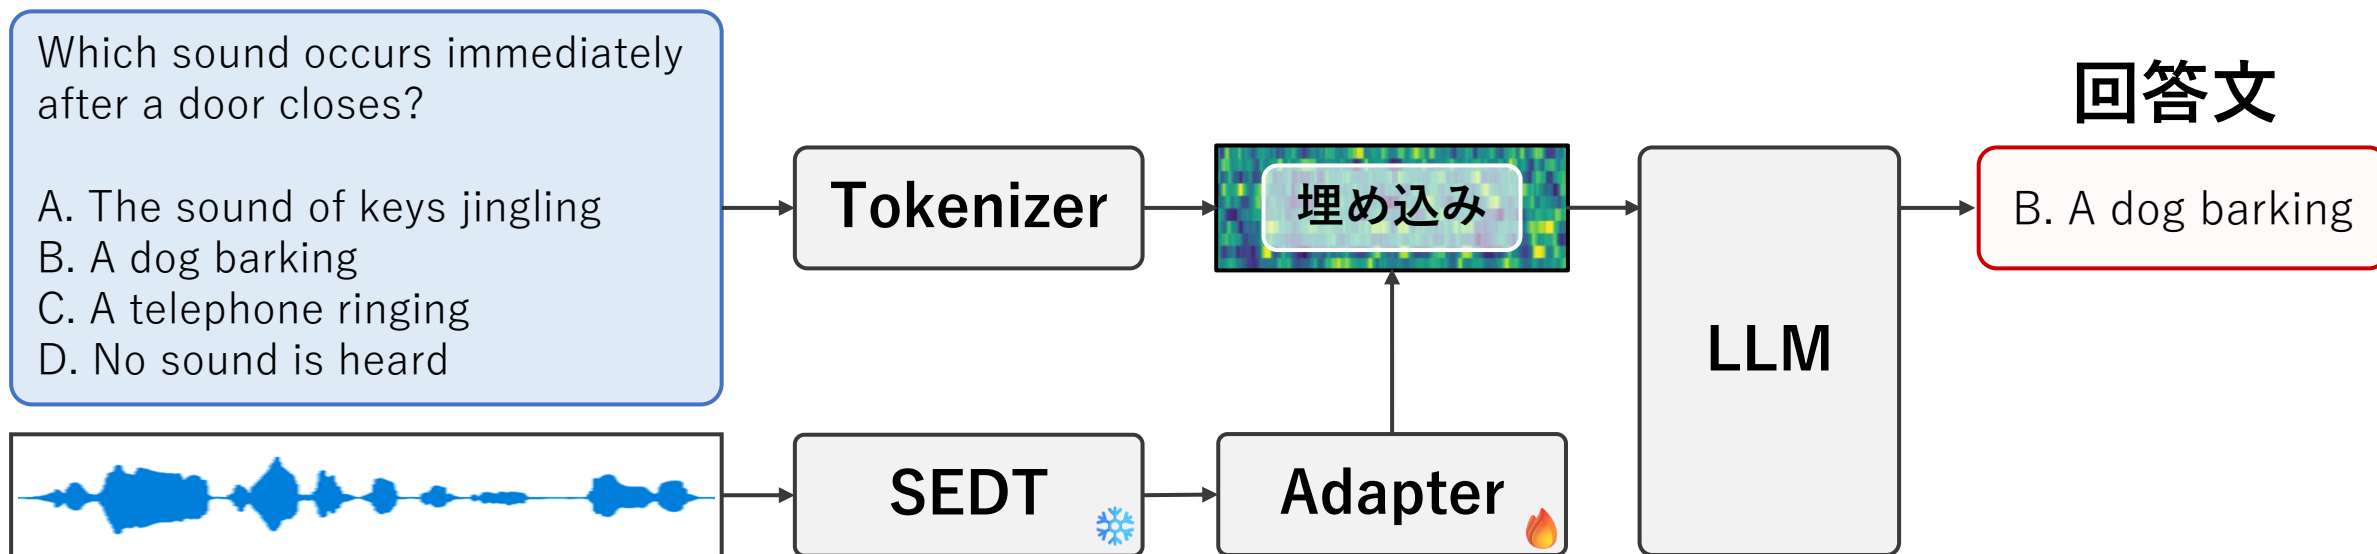 Which sound occurs immediately
after a door closes?
A. The sound of keys jingling
B. A dog barking
C. A telephone ringing
D. No sound is heard
Tokenizer
埋め込み
SEDT
Adapter
LLM
回答文
B. A dog barking